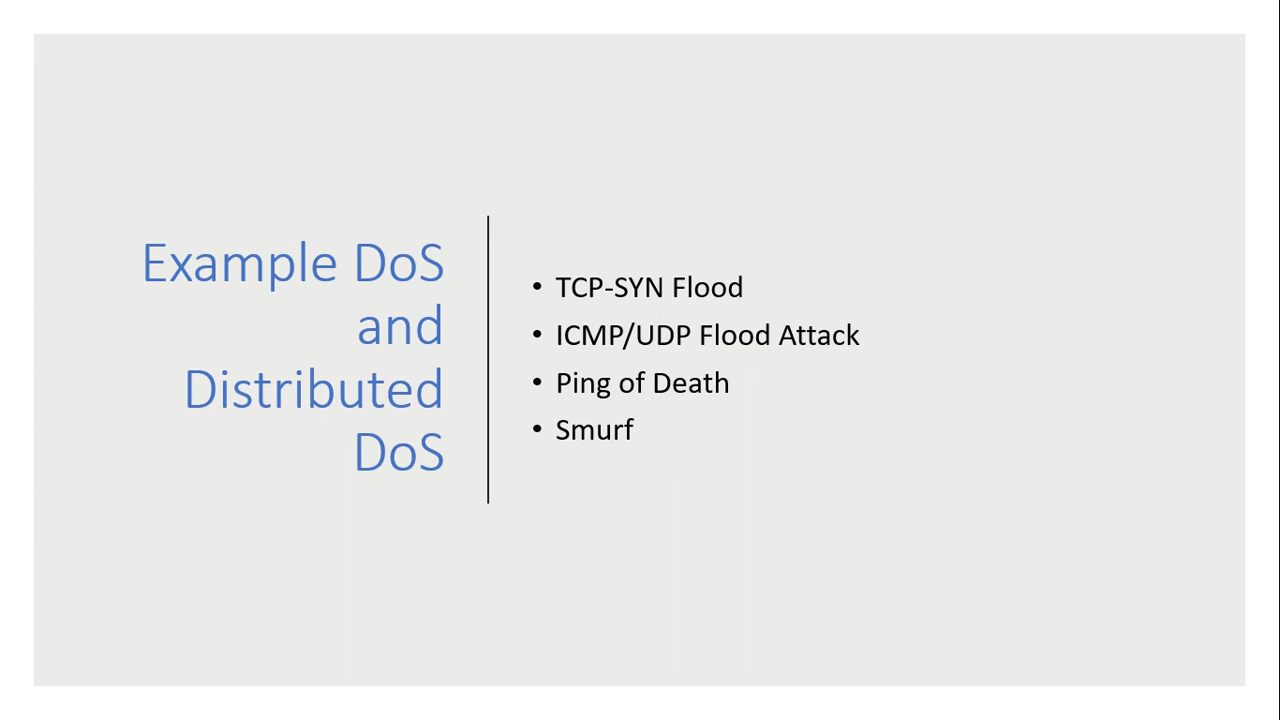 Example DoS
and
Distributed
DoS
• TCP-SYN Flood
• ICMP/UDP Flood Attack
• Ping of Death
• Smurf